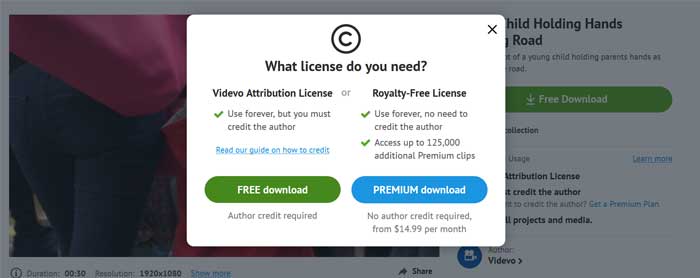 ©
What license do you need?
Videvo Attribution License
or
Royalty-Free License
Use forever, but you must
credit the author
Read our guide on how to credit
Use forever, no need to
credit the author
Access up to 125,000
additional Premium clips
FREE download
PREMIUM download
Author credit required
No author credit required,
from $14.99 per month
Child Holding Hands
Road
of a young child holding parents hands as
road.
Free Download
collection
Usage
Learn more
Attribution License
credit the author
to credit the author? Get a Premium Plan.
all projects and media.
Author:
Videvo >
Duration: 00:30 Resolution: 1920x1080 Show more
Share